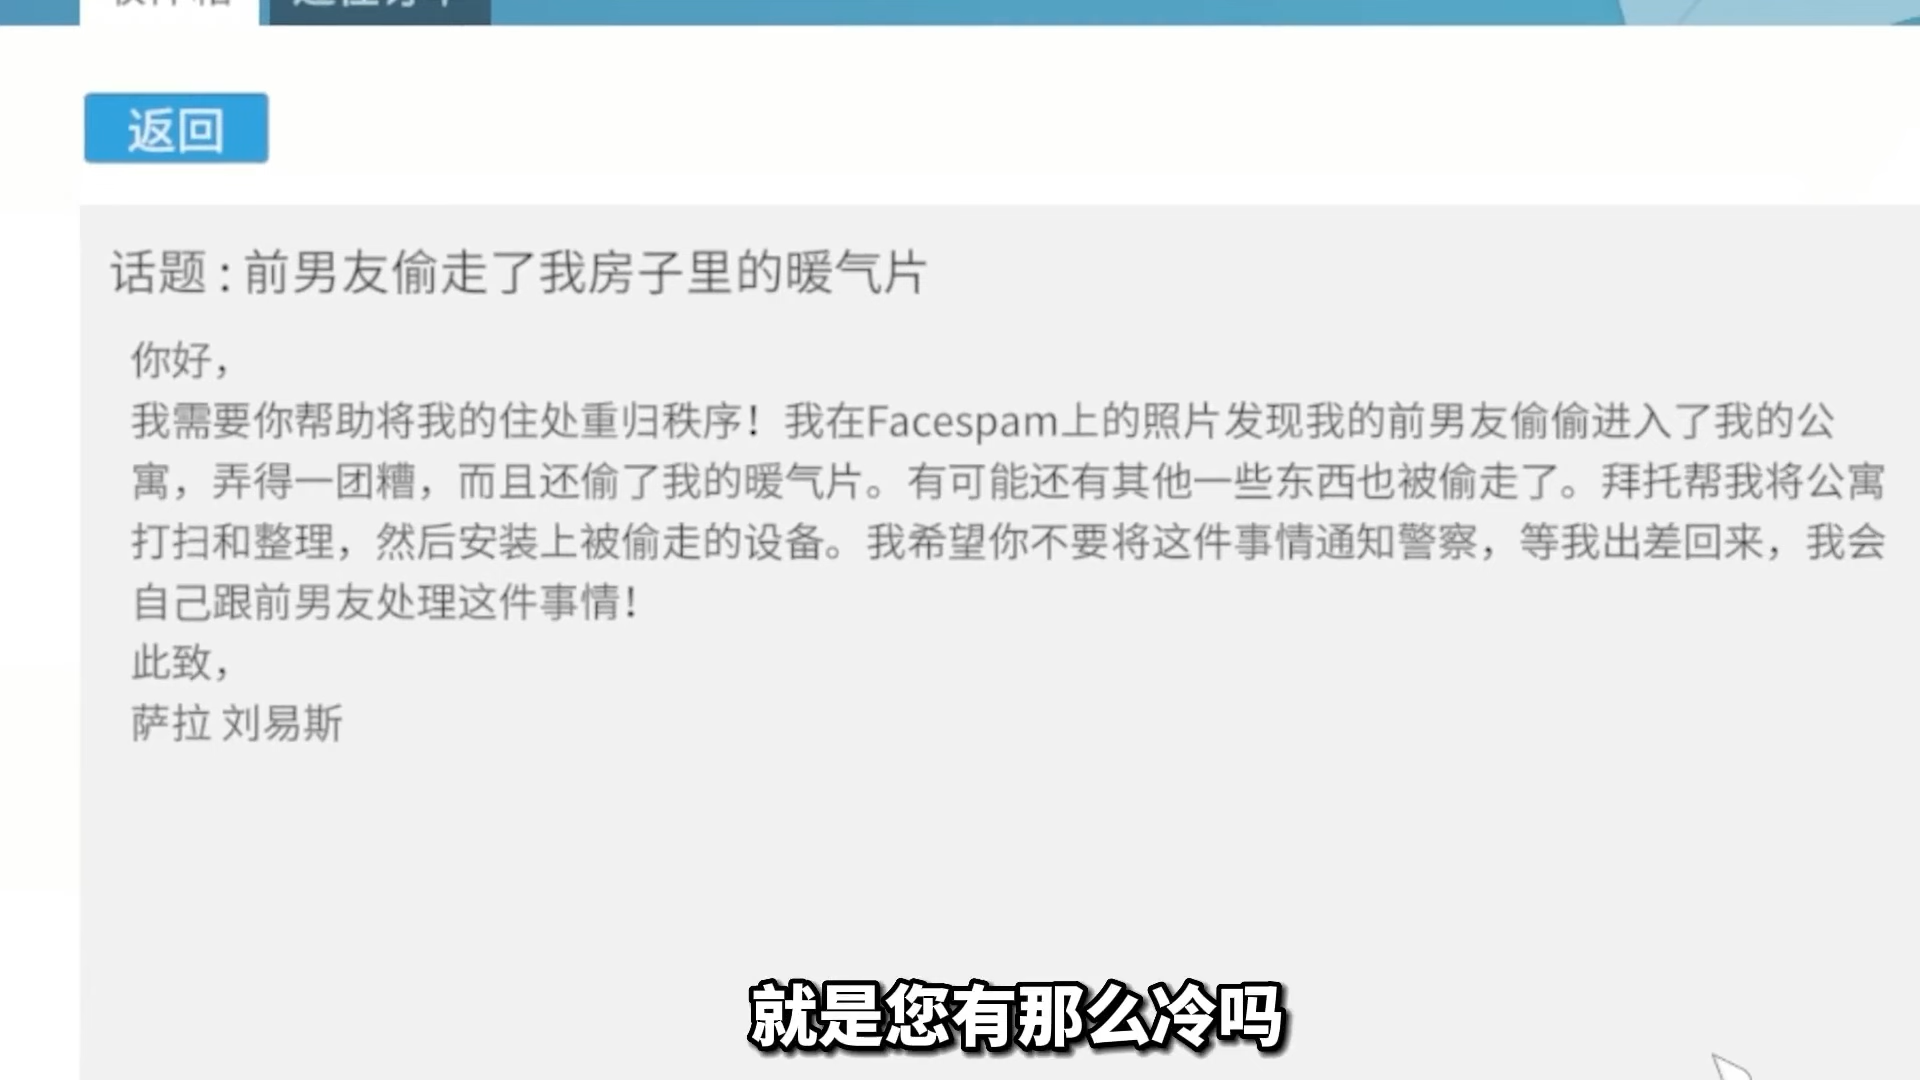 返回
话题 : 前男友偷走了我房子里的暖气片
你好，
我需要你帮助将我的住处重归秩序！我在Facespam上的照片发现我的前男友偷偷进入了我的公
寓，弄得一团糟，而且还偷了我的暖气片。有可能还有其他一些东西也被偷走了。拜托帮我将公寓
打扫和整理，然后安装上被偷走的设备。我希望你不要将这件事情通知警察，等我出差回来，我会
自己跟前男友处理这件事情！
此致，
萨拉 刘易斯
就是您有那么冷吗